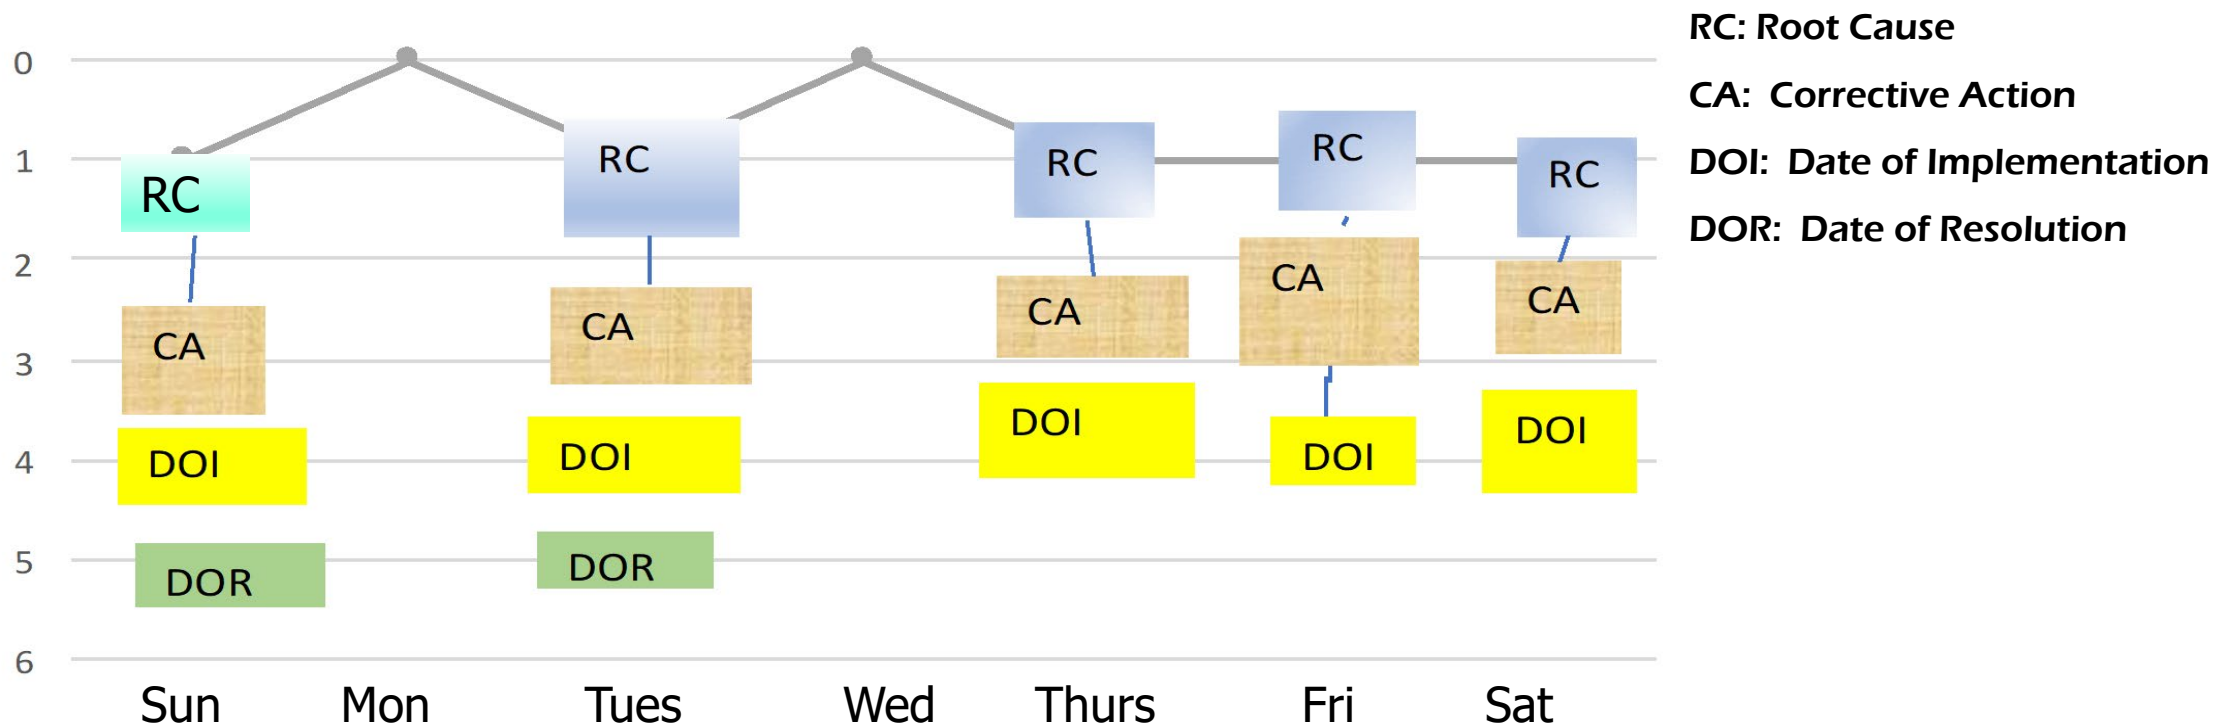 RC: Root Cause
CA:  Corrective Action
DOI:  Date of Implementation
DOR:  Date of Resolution
0
1
2
3
4
5
6
RC
RC
RC
RC
RC
CA
CA
CA
CA
CA
DOI
DOI
DOI
DOI
DOI
DOR
DOR
Sun Mon Tues Wed Thurs Fri Sat